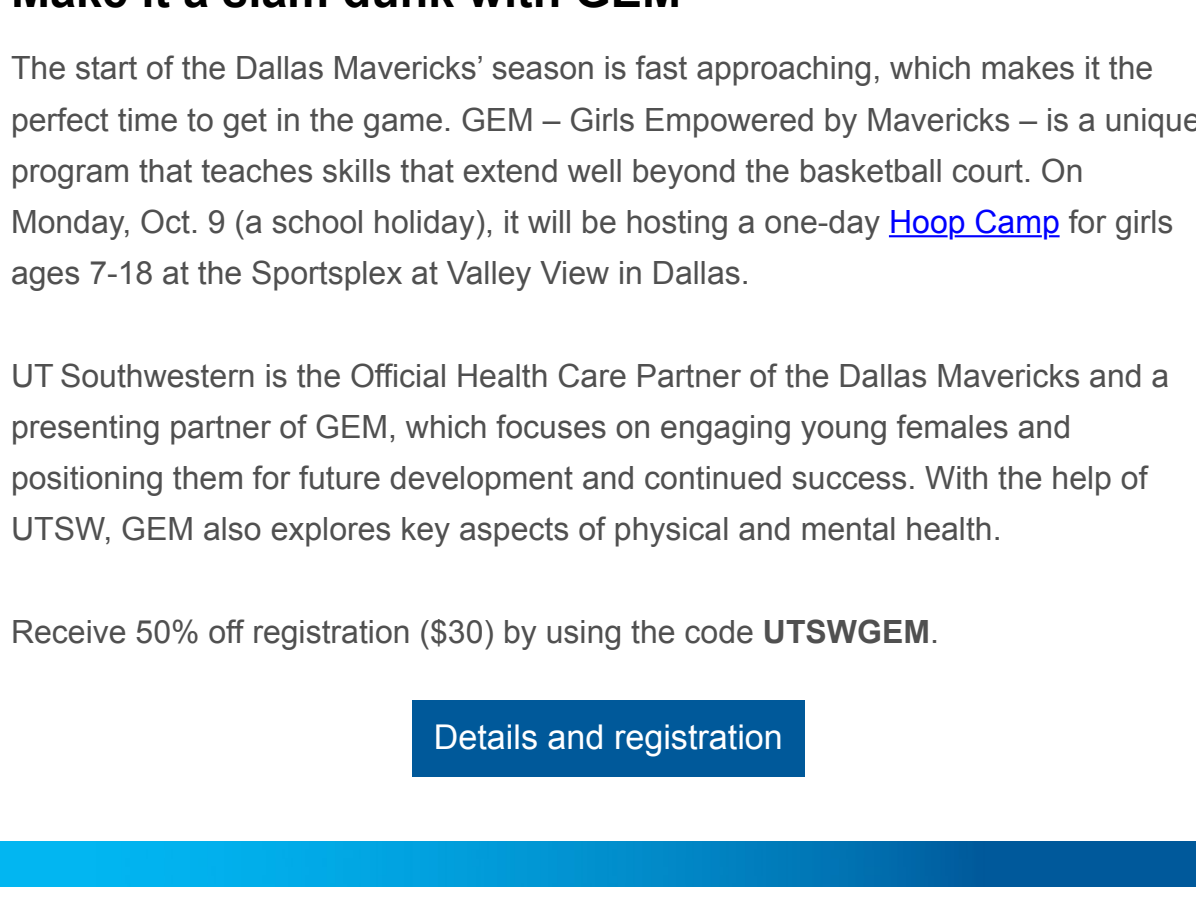 Make it a slam dunk with GEM
The start of the Dallas Mavericks’ season is fast approaching, which makes it the
perfect time to get in the game. GEM – Girls Empowered by Mavericks – is a unique
program that teaches skills that extend well beyond the basketball court. On
Monday, Oct. 9 (a school holiday), it will be hosting a one-day Hoop Camp for girls
ages 7-18 at the Sportsplex at Valley View in Dallas.
UT Southwestern is the Official Health Care Partner of the Dallas Mavericks and a
presenting partner of GEM, which focuses on engaging young females and
positioning them for future development and continued success. With the help of
UTSW, GEM also explores key aspects of physical and mental health.
Receive 50% off registration ($30) by using the code UTSWGEM.
Details and registration